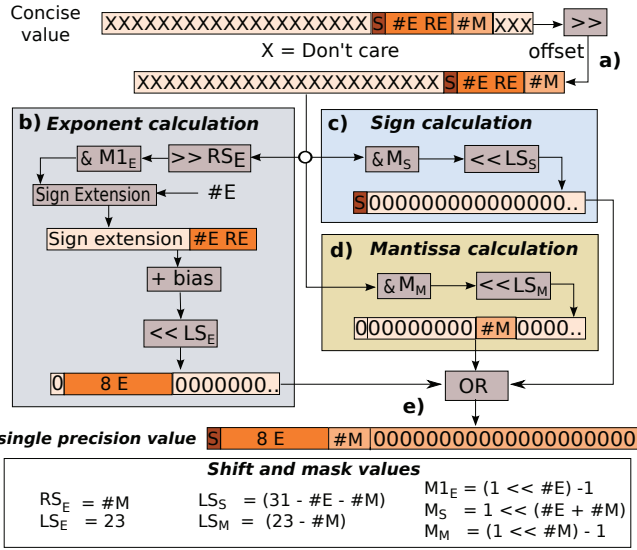 Concise value
XXXXXXXXXXXXXXXXXXX S #E RE #M XXX
>>
X = Don't care
offset
a)
XXXXXXXXXXXXXXXXXXXXXX S #E RE #M
b) Exponent calculation
& M1E
>> RSE
Sign Extension
#E
Sign extension #E RE
+ bias
<< LSE
0 8 E 0000000..
c) Sign calculation
&MS
<<LSS
S 000000000000000..
d) Mantissa calculation
&MM
<<LSM
0 00000000 #M 0000..
OR
e)
single precision value S 8 E #M 00000000000000000000
Shift and mask values
RSE = #M
LSE = 23
LSS = (31 - #E - #M)
LSM = (23 - #M)
M1E = (1 << #E) -1
MS = 1 << (#E + #M)
MM = (1 << #M) - 1